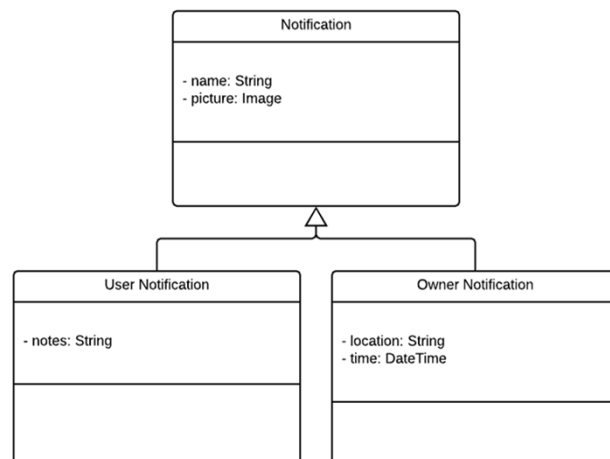 Notification
- name: String
- picture: Image
User Notification
- notes: String
Owner Notification
- location: String
- time: DateTime